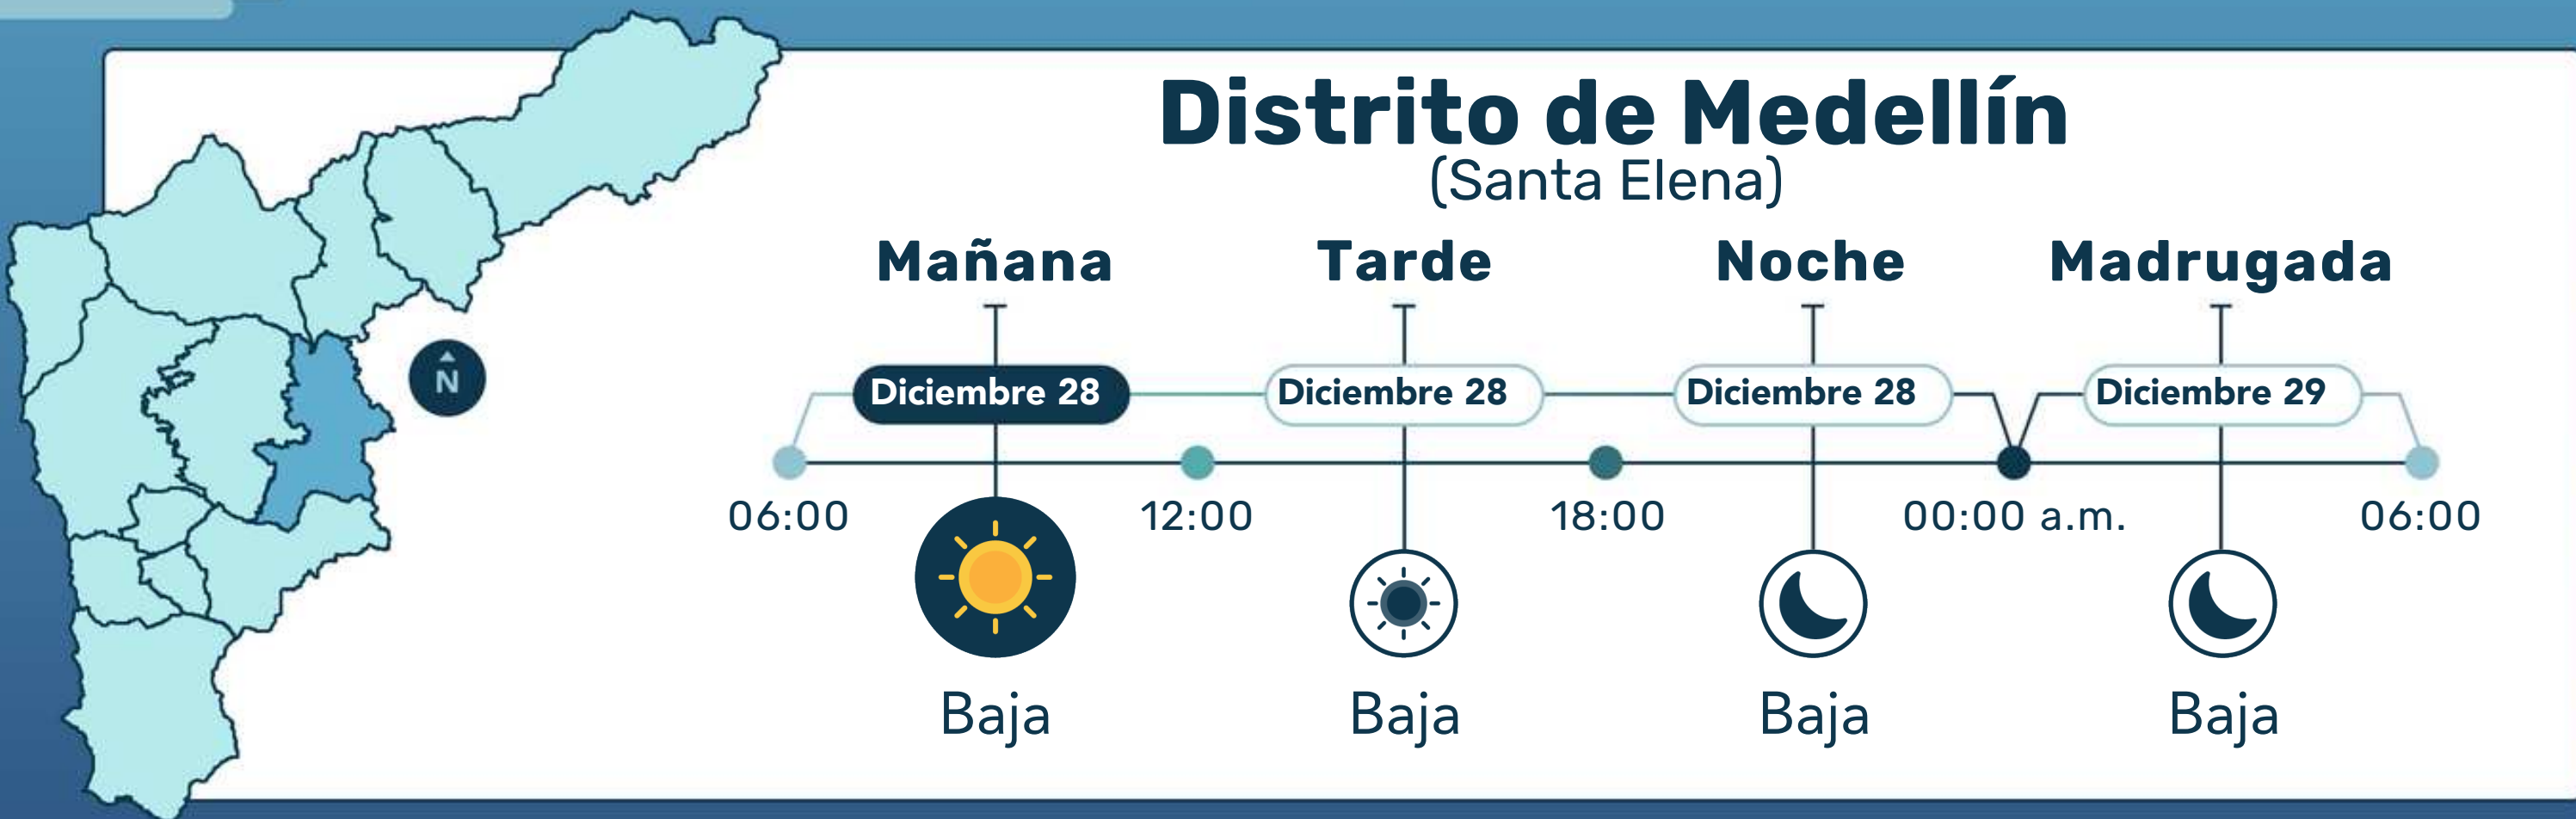 Distrito de Medellín
(Santa Elena)
Mañana Tarde Noche Madrugada
Diciembre 28 Diciembre 28 Diciembre 28 Diciembre 29
N
06:00 12:00 18:00 00:00 a.m. 06:00
Baja Baja Baja Baja